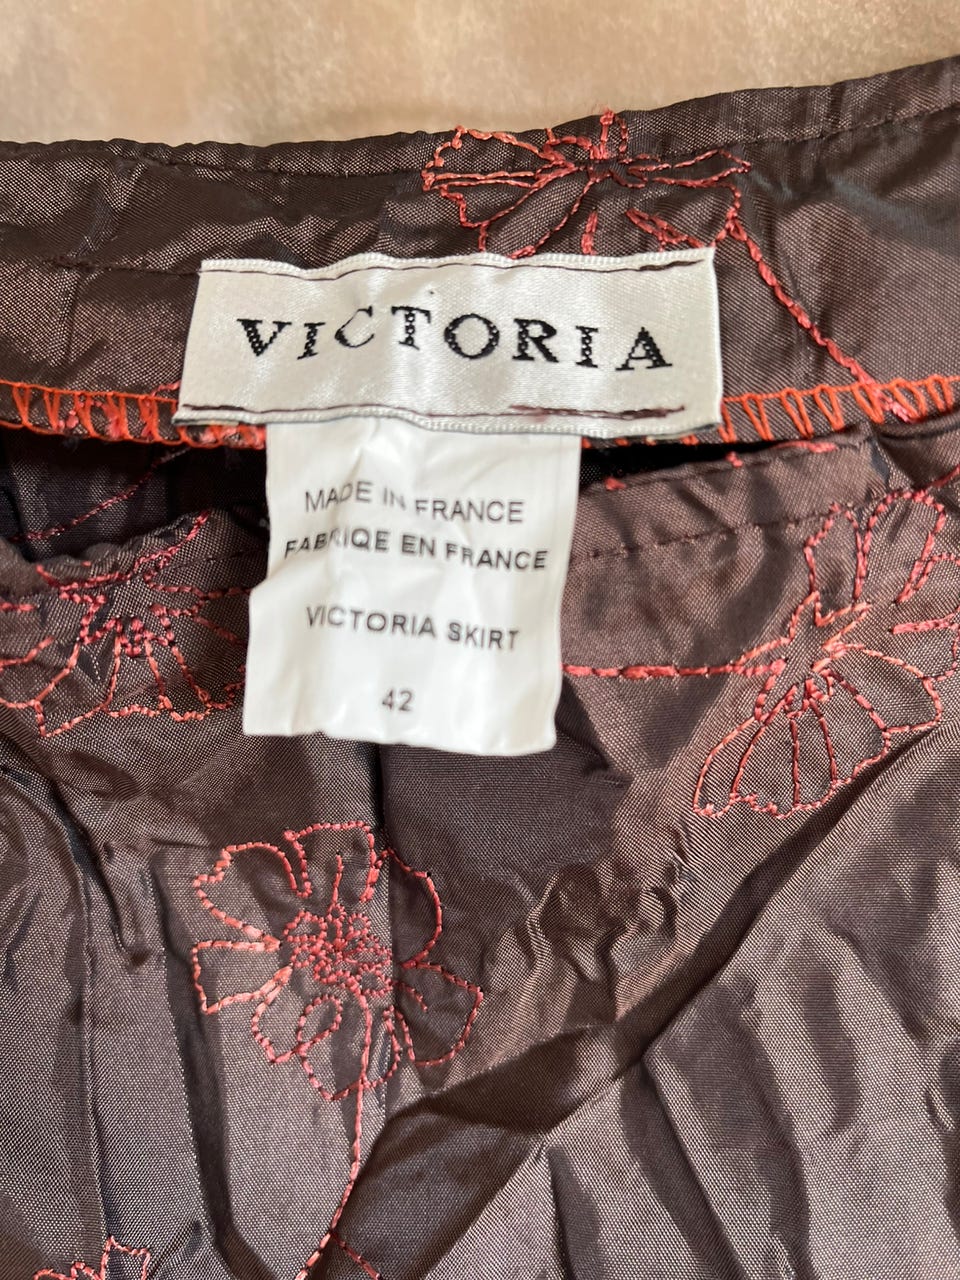 VICTORIA
MADE IN FRANCE
FABRIQE EN FRANCE
VICTORIA SKIRT
42